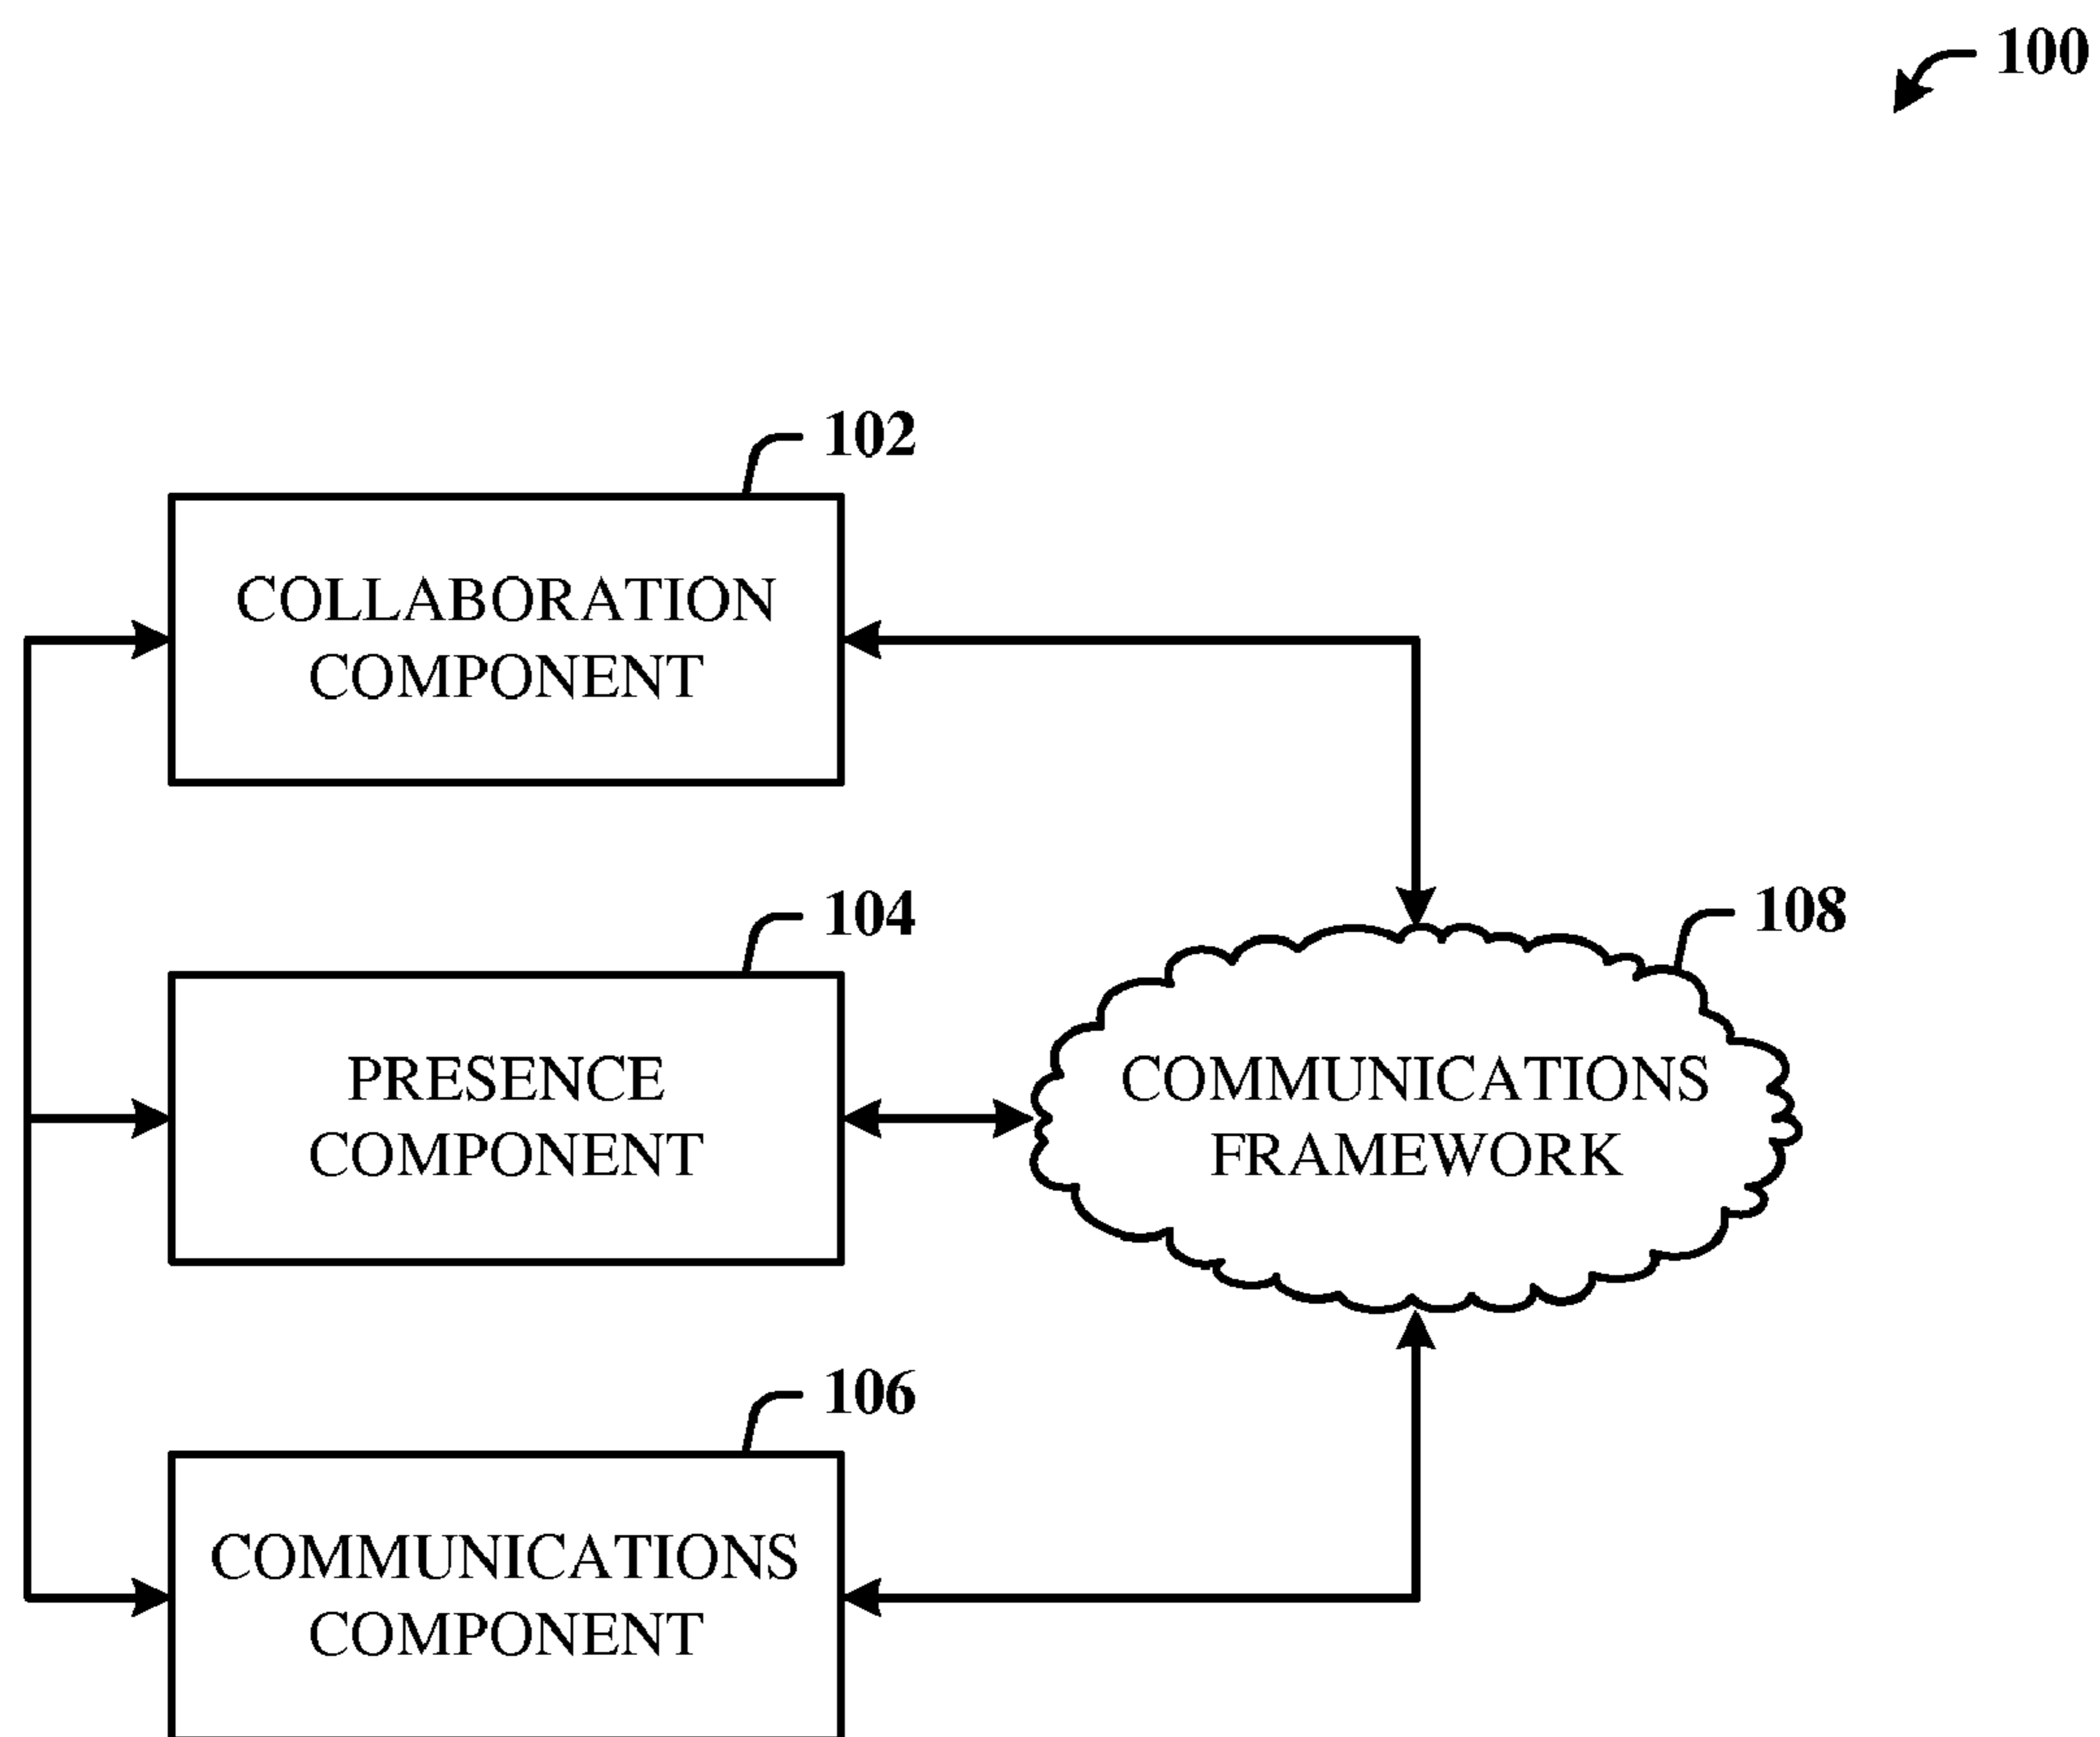 100
102
COLLABORATION
COMPONENT
104
108
PRESENCE
COMPONENT
COMMUNICATIONS
FRAMEWORK
106
COMMUNICATIONS
COMPONENT